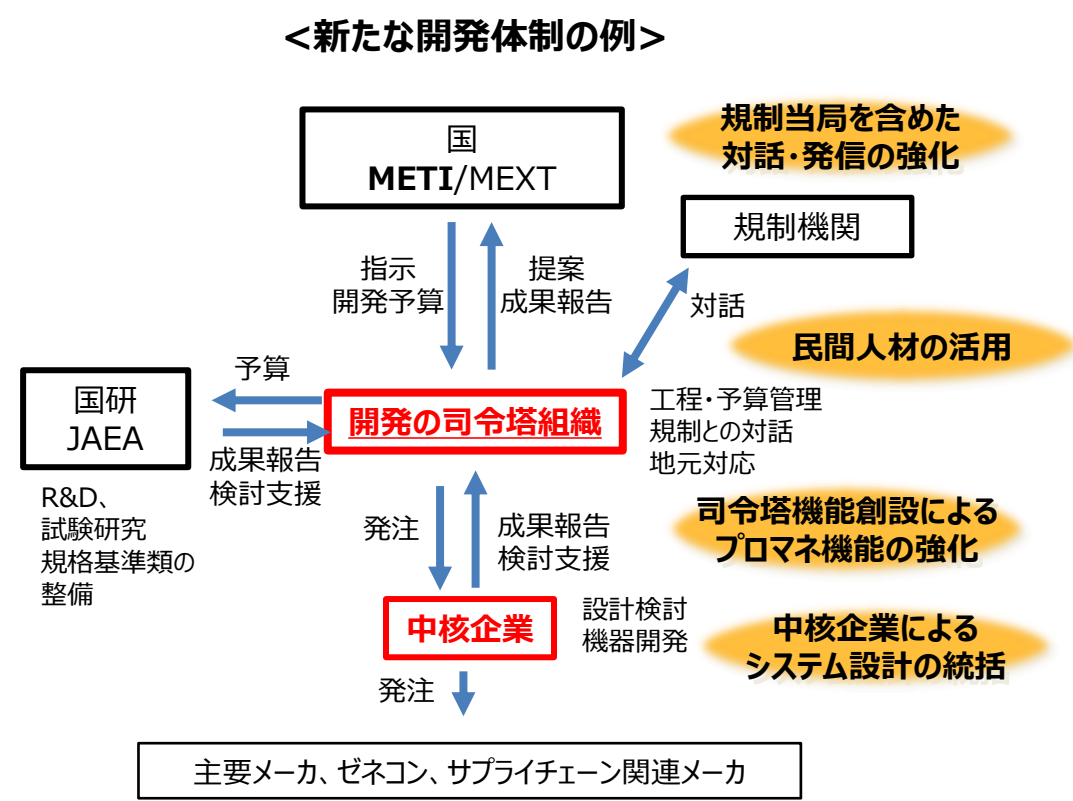 <新たな開発体制の例>
国
METI/MEXT
規制当局を含めた
対話・発信の強化
規制機関
指示
開発予算
提案
成果報告
対話
民間人材の活用
予算
国研
JAEA
開発の司令塔組織
工程・予算管理
規制との対話
地元対応
成果報告
検討支援
R&D、
試験研究
規格基準類の
整備
発注
成果報告
検討支援
司令塔機能創設による
プロマネ機能の強化
中核企業
設計検討
機器開発
中核企業による
システム設計の統括
発注
主要メーカ、ゼネコン、サプライチェーン関連メーカ